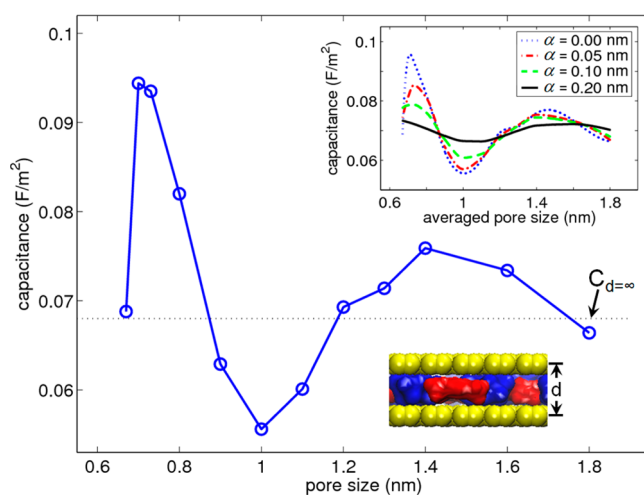 0.1
0.09
0.08
0.07
0.06
capacitance (F/m²)
0.6
0.8
1
1.2
1.4
1.6
1.8
pore size (nm)
C_{d=∞}
d
0.1
0.08
0.06
capacitance (F/m²)
0.6
1
1.4
1.8
averaged pore size (nm)
α = 0.00 nm
α = 0.05 nm
α = 0.10 nm
α = 0.20 nm